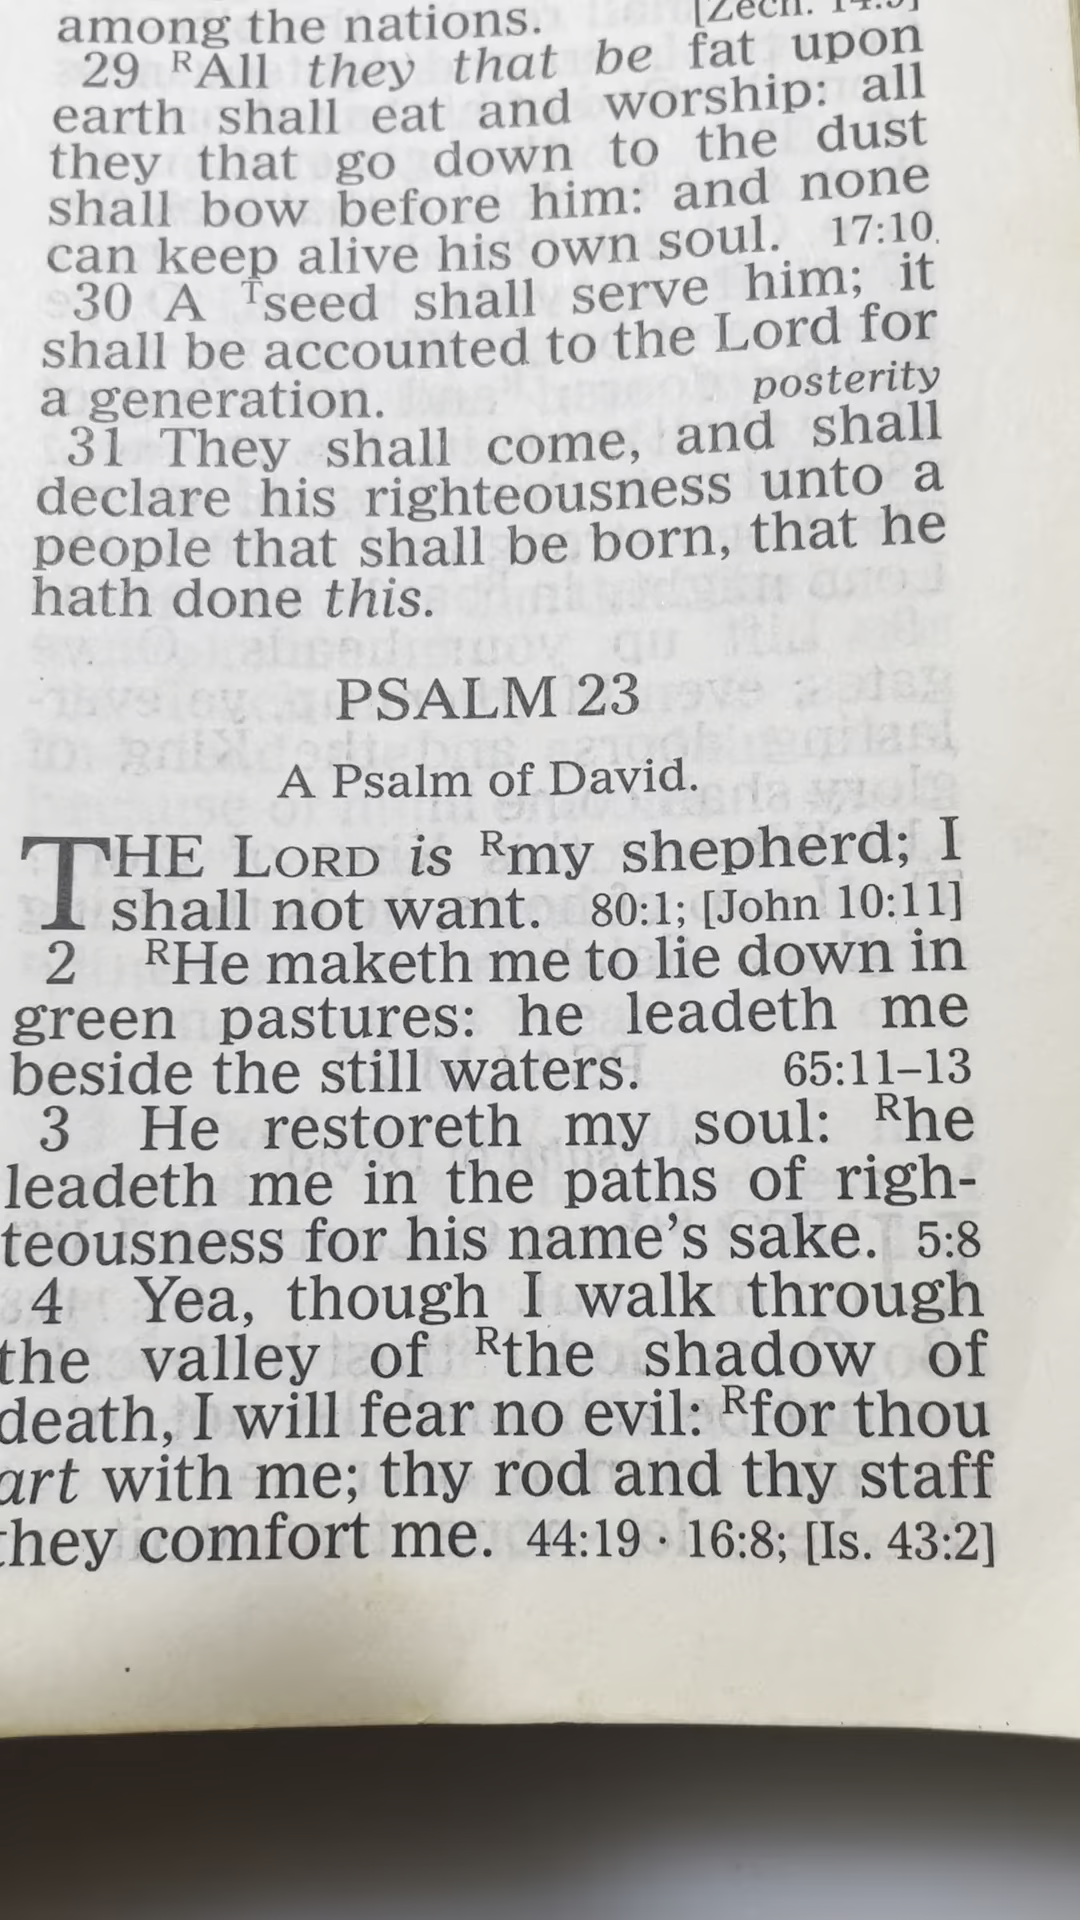 among the nations. [Zech. 14:9]
29 RAll they that be fat upon
earth shall eat and worship: all
they that go down to the dust
shall bow before him: and none
can keep alive his own soul. 17:10
30 A Tseed shall serve him; it
shall be accounted to the Lord for
a generation. posterity
31 They shall come, and shall
declare his righteousness unto a
people that shall be born, that he
hath done this.
PSALM 23
A Psalm of David.
THE LORD is Rmy shepherd; I
shall not want. 80:1; [John 10:11]
2 RHe maketh me to lie down in
green pastures: he leadeth me
beside the still waters. 65:11–13
3 He restoreth my soul: Rhe
leadeth me in the paths of righ-
teousness for his name’s sake. 5:8
4 Yea, though I walk through
the valley of Rthe shadow of
death, I will fear no evil: Rfor thou
art with me; thy rod and thy staff
they comfort me. 44:19 · 16:8; [Is. 43:2]